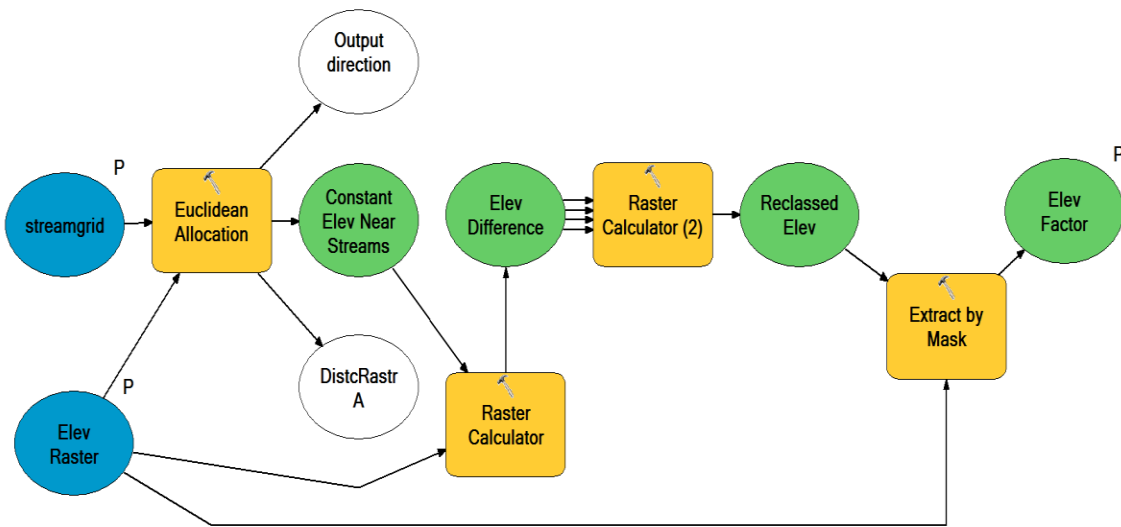 Output
direction
P
streamgrid
Euclidean
Allocation
Constant
Elev Near
Streams
Elev
Difference
Raster
Calculator (2)
Reclassed
Elev
P
Elev
Factor
Extract by
Mask
P
Elev
Raster
DistcRastr
A
Raster
Calculator